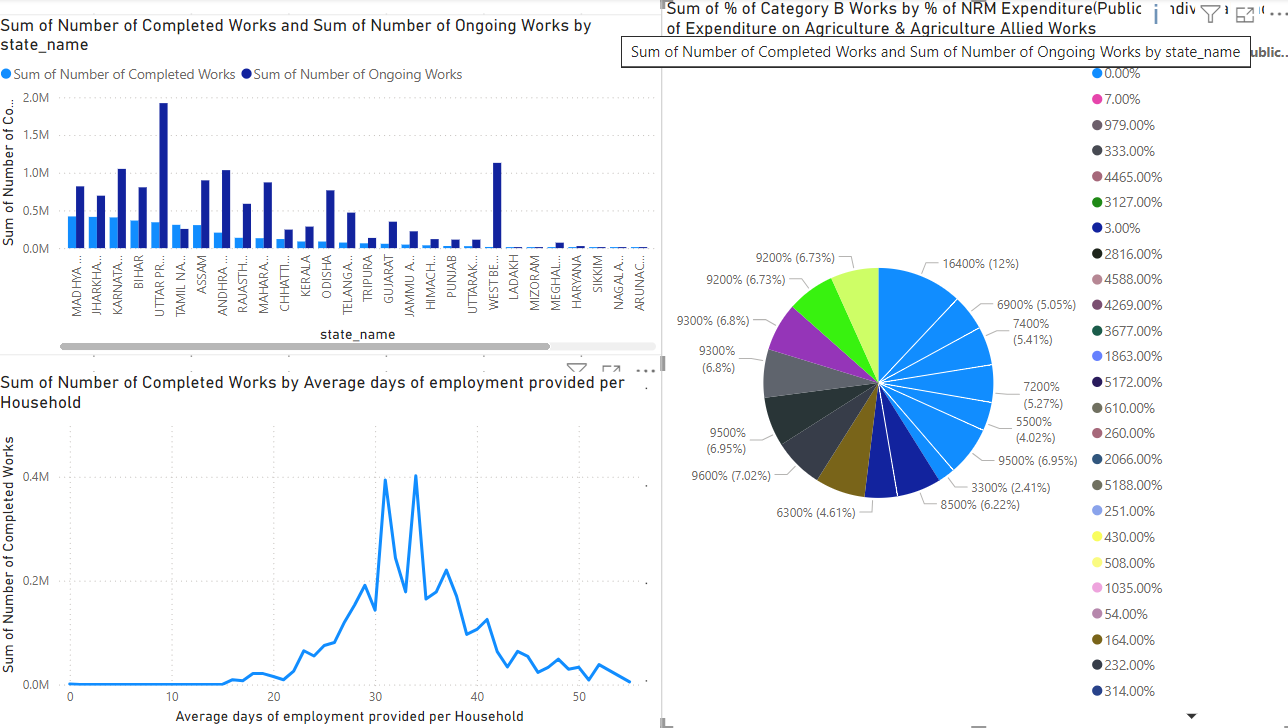 Sum of Number of Completed Works and Sum of Number of Ongoing Works by
state_name
Sum of Number of Completed Works Sum of Number of Ongoing Works
Sum of Number of Co...
2.0M
1.5M
1.0M
0.5M
0.0M
MADHYA ...
JHARKHA...
KARNATA...
BIHAR
UTTAR PR...
TAMIL NA...
ASSAM
ANDHRA ...
RAJASTH...
MAHARA...
CHHATTI...
KERALA
ODISHA
TELANGA...
TRIPURA
GUJARAT
JAMMU A...
HIMACH...
PUNJAB
UTTARAK...
WEST BE...
LADAKH
MIZORAM
MEGHAL...
HARYANA
SIKKIM
NAGALA...
ARUNAC...
state_name
Sum of Number of Completed Works by Average days of employment provided per
Household
Sum of Number of Completed Works
0.4M
0.2M
0.0M
0 10 20 30 40 50
Average days of employment provided per Household
Sum of % of Category B Works by % of NRM Expenditure(Public
of Expenditure on Agriculture & Agriculture Allied Works
Sum of Number of Completed Works and Sum of Number of Ongoing Works by state_name
ublic...
16400% (12%)
6900% (5.05%)
7400%
(5.41%)
7200%
(5.27%)
5500%
(4.02%)
9500% (6.95%)
3300% (2.41%)
8500% (6.22%)
6300% (4.61%)
9600% (7.02%)
9500%
(6.95%)
9300%
(6.8%)
9300% (6.8%)
9200% (6.73%)
9200% (6.73%)
0.00%
7.00%
979.00%
333.00%
4465.00%
3127.00%
3.00%
2816.00%
4588.00%
4269.00%
3677.00%
1863.00%
5172.00%
610.00%
260.00%
2066.00%
5188.00%
251.00%
430.00%
508.00%
1035.00%
54.00%
164.00%
232.00%
314.00%